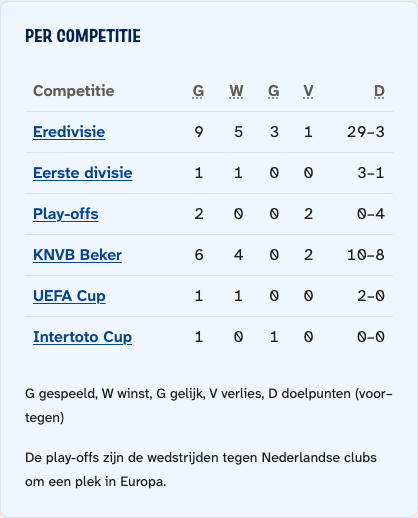 PER COMPETITIE
Competitie G W G V D
Eredivisie 9 5 3 1 29–3
Eerste divisie 1 1 0 0 3–1
Play-offs 2 0 0 2 0–4
KNVB Beker 6 4 0 2 10–8
UEFA Cup 1 1 0 0 2–0
Intertoto Cup 1 0 1 0 0–0
G gespeeld, W winst, G gelijk, V verlies, D doelpunten (voor–
tegen)
De play-offs zijn de wedstrijden tegen Nederlandse clubs
om een plek in Europa.